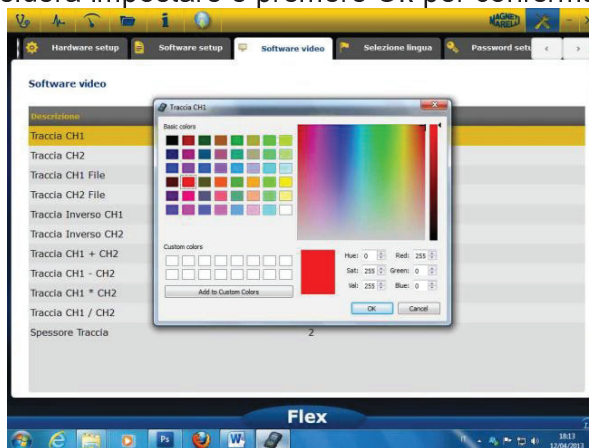 MAGNETI
MARELLI
Hardware setup
Software setup
Software video
Selezione lingua
Software video
Descrizione
Traccia CH1
Traccia CH1
Traccia CH2
Traccia CH1 File
Traccia CH2 File
Traccia Inverso CH1
Traccia Inverso CH2
Traccia CH1 + CH2
Traccia CH1 - CH2
Traccia CH1 * CH2
Traccia CH1 / CH2
Spessore Traccia 2
Basic colors
Custom colors
Add to Custom Colors
Hue: 0 Red: 255
Sat: 255 Green: 0
Val: 255 Blue: 0
OK Cancel
Flex
IT
18:13
12/04/2013